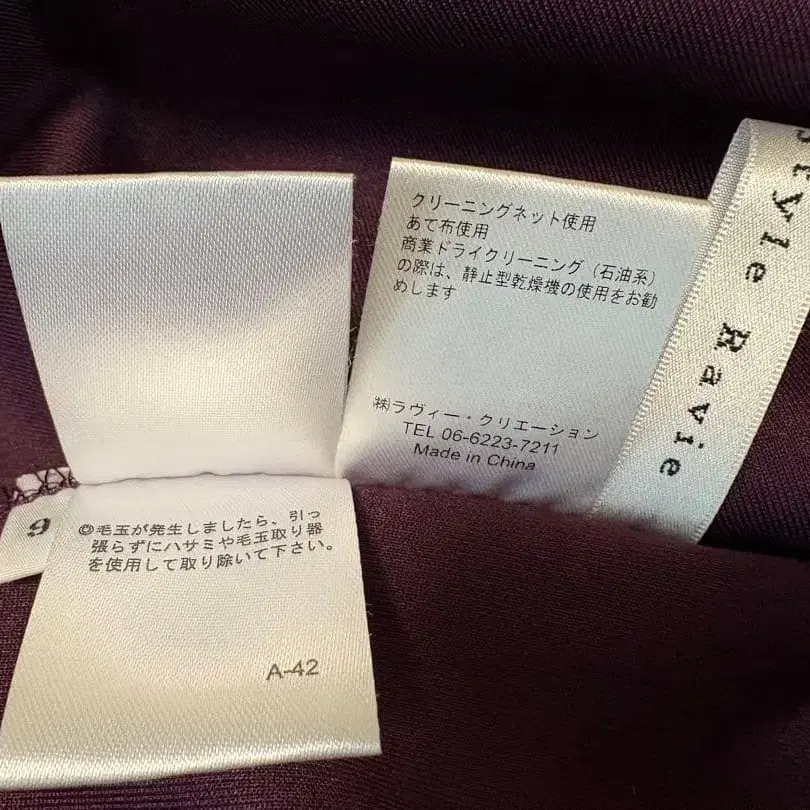 クリーニングネット使用
あて布使用
商業ドライクリーニング（石油系）
の際は、静止型乾燥機の使用をお勧
めします
㈱ラヴィー・クリエーション
TEL 06-6223-7211
Made in China
Style Ravie
9
◎毛玉が発生しましたら、引っ
張らずにハサミや毛玉取り器
を使用して取り除いて下さい。
A-42